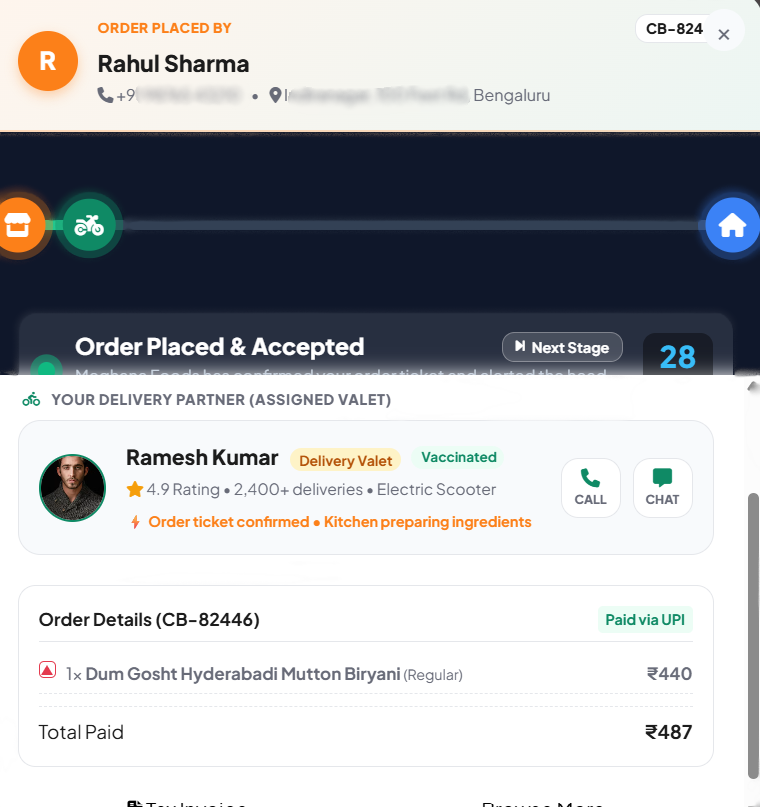 ORDER PLACED BY
CB-824
R
Rahul Sharma
+9 • Bengaluru
Order Placed & Accepted
Next Stage
28
YOUR DELIVERY PARTNER (ASSIGNED VALET)
Ramesh Kumar
Delivery Valet
Vaccinated
4.9 Rating • 2,400+ deliveries • Electric Scooter
Order ticket confirmed • Kitchen preparing ingredients
CALL
CHAT
Order Details (CB-82446)
Paid via UPI
1x Dum Gosht Hyderabadi Mutton Biryani (Regular)
₹440
Total Paid
₹487